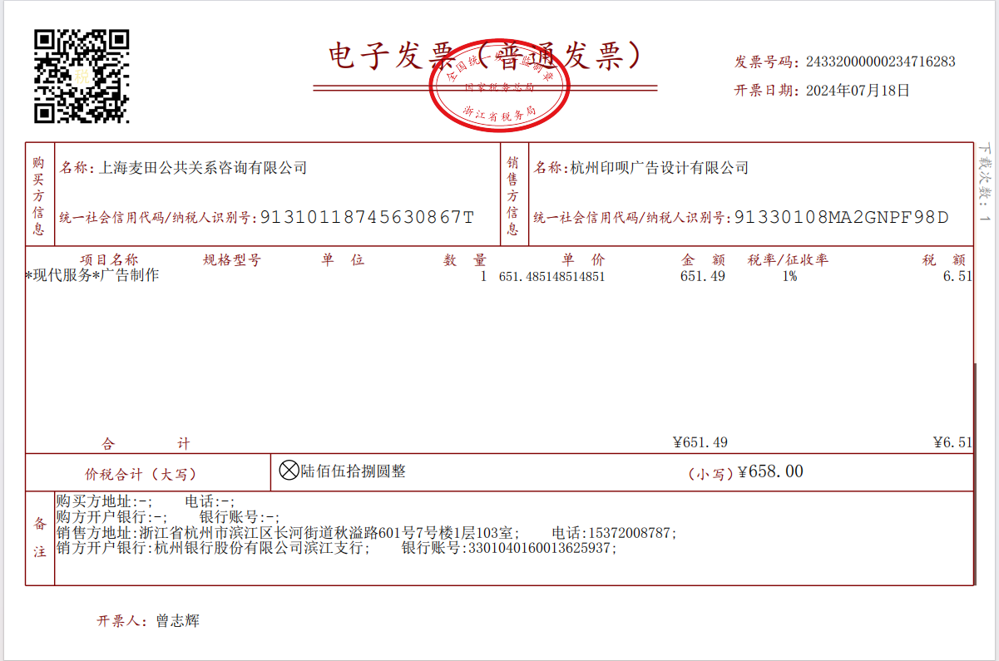 电子发票（普通发票）
全国统一发票监制章
国家税务总局
浙江省税务局
税
发票号码：24332000000234716283
开票日期：2024年07月18日
下载次数：1
购买方信息
名称：上海麦田公共关系咨询有限公司
统一社会信用代码/纳税人识别号：91310118745630867T
销售方信息
名称：杭州印呗广告设计有限公司
统一社会信用代码/纳税人识别号：91330108MA2GNPF98D
项目名称 规格型号 单位 数量 单价 金额 税率/征收率 税额
*现代服务*广告制作 1 651.485148514851 651.49 1% 6.51
合计 ¥651.49 ¥6.51
价税合计（大写） 陆佰伍拾捌圆整 （小写）¥658.00
备注
购买方地址:-; 电话:-;
购方开户银行:-; 银行账号:-;
销售方地址:浙江省杭州市滨江区长河街道秋溢路601号7号楼1层103室; 电话:15372008787;
销方开户银行:杭州银行股份有限公司滨江支行; 银行账号:3301040160013625937;
开票人：曾志辉